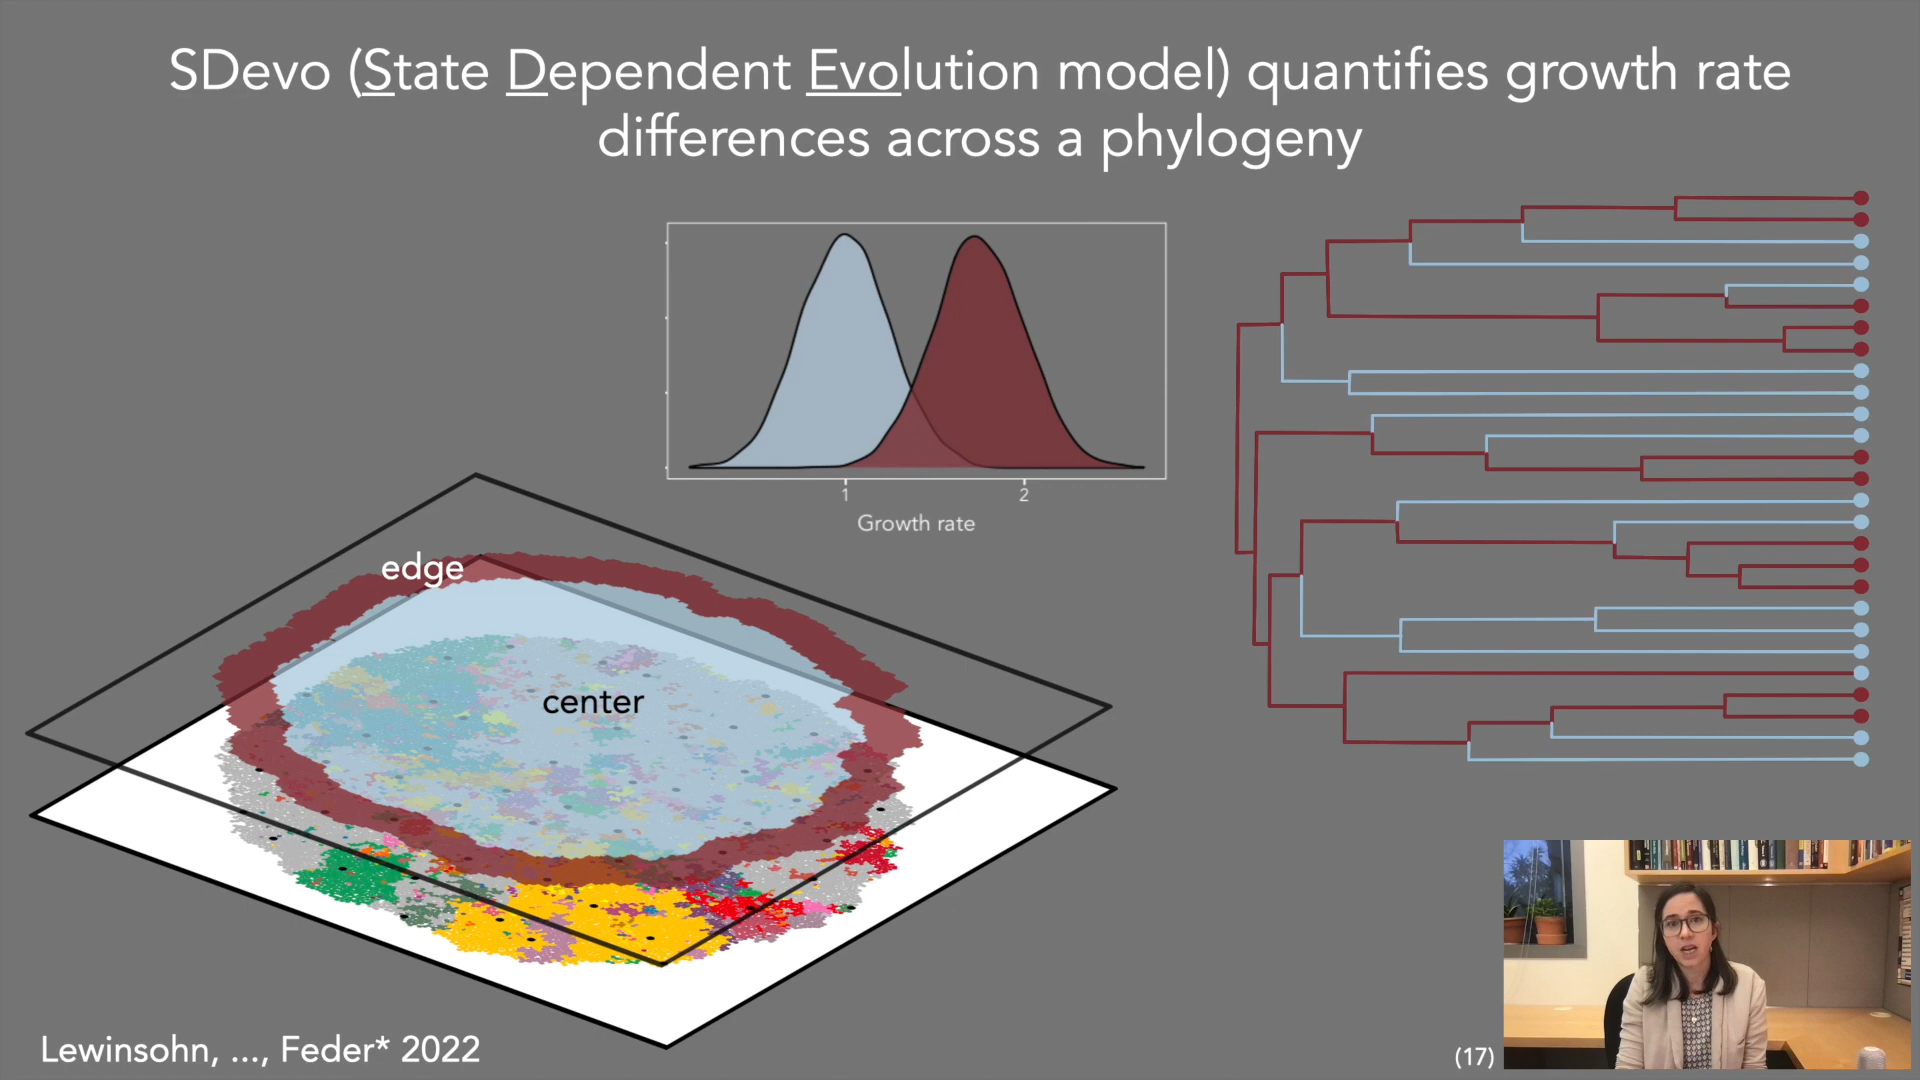 SDevo (State Dependent Evolution model) quantifies growth rate
differences across a phylogeny
1
2
Growth rate
edge
center
Lewinsohn, ..., Feder* 2022
(17)